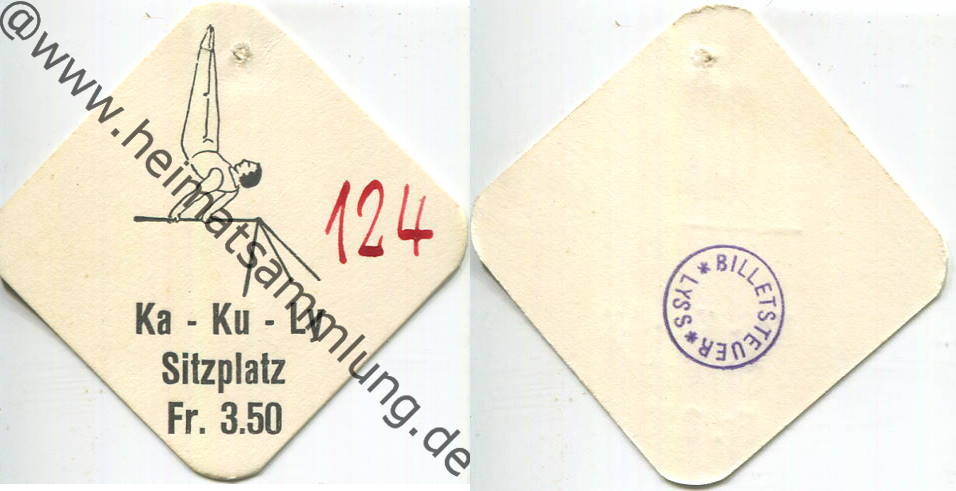 @www.heimatsammlung.de
124
Ka - Ku - Ly
Sitzplatz
Fr. 3.50
BILLETSTEUER * LYSS *